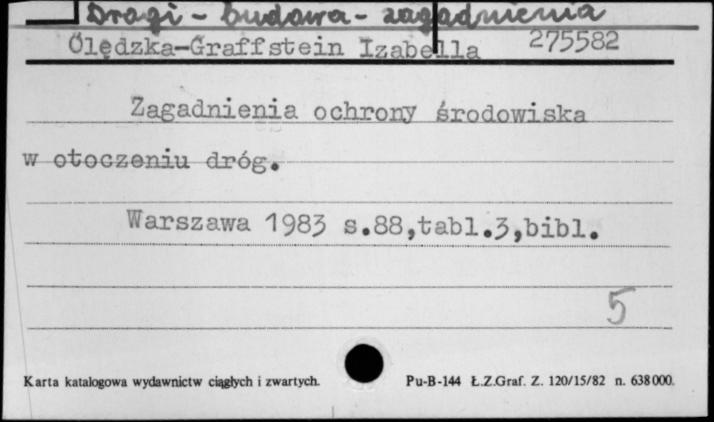 Drogi - budowa - zagadnienia
Olędzka-Graffstein Izabella 275582
Zagadnienia ochrony środowiska
w otoczeniu dróg.
Warszawa 1983 s.88,tabl.3,bibl.
5
Karta katalogowa wydawnictw ciągłych i zwartych. Pu-B-144 Ł.Z.Graf. Z. 120/15/82 n. 638000.